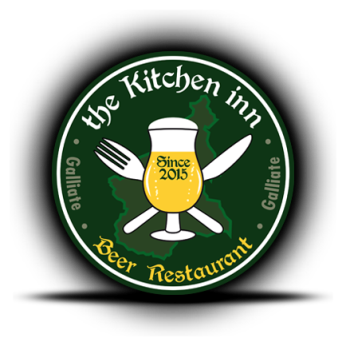 the Kitchen inn
• Galliate •
Since
2015
• Galliate •
Beer Restaurant